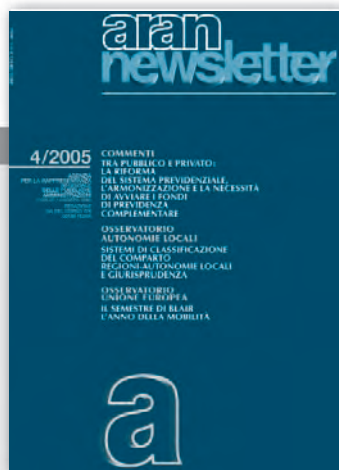 aran
newsletter
4/2005
COMMENTI
TRA PUBBLICO E PRIVATO:
LA RIFORMA
DEL SISTEMA PREVIDENZIALE,
L'ARMONIZZAZIONE E LA NECESSITÀ
DI AVVIARE I FONDI
DI PREVIDENZA
COMPLEMENTARE
OSSERVATORIO
AUTONOMIE LOCALI
SISTEMI DI CLASSIFICAZIONE
DEL COMPARTO
REGIONI-AUTONOMIE LOCALI
E GIURISPRUDENZA
OSSERVATORIO
UNIONE EUROPEA
IL SEMESTRE DI BLAIR
L'ANNO DELLA MOBILITÀ
a